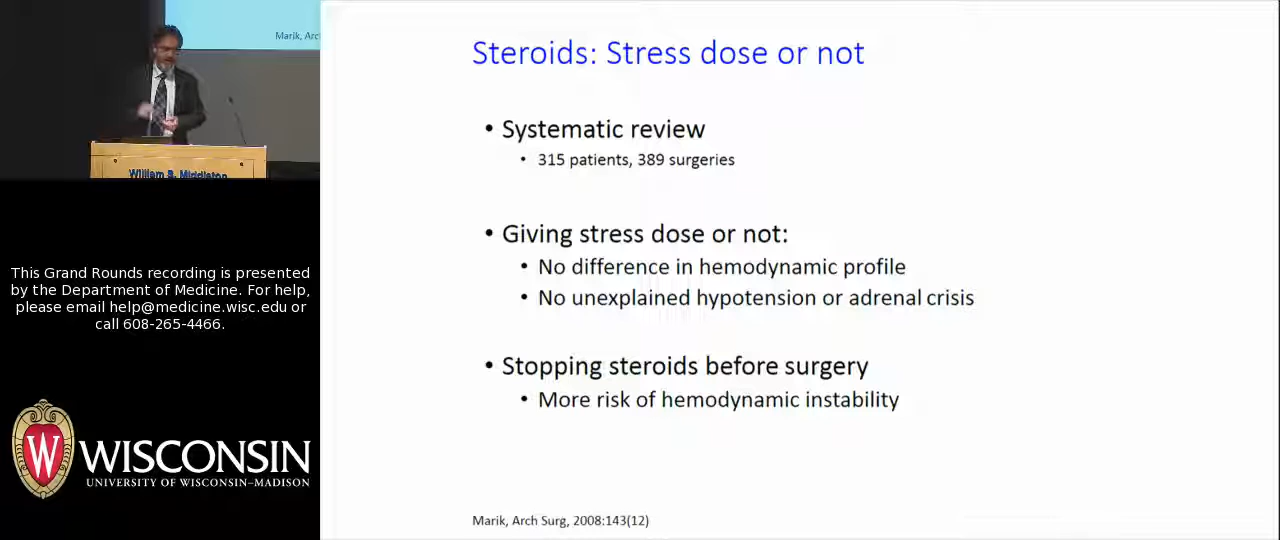 Marik, Arc
William S. Middleton
This Grand Rounds recording is presented
by the Department of Medicine. For help,
please email help@medicine.wisc.edu or
call 608-265-4466.
W
WISCONSIN
UNIVERSITY OF WISCONSIN–MADISON
Steroids: Stress dose or not
• Systematic review
• 315 patients, 389 surgeries
• Giving stress dose or not:
• No difference in hemodynamic profile
• No unexplained hypotension or adrenal crisis
• Stopping steroids before surgery
• More risk of hemodynamic instability
Marik, Arch Surg, 2008:143(12)